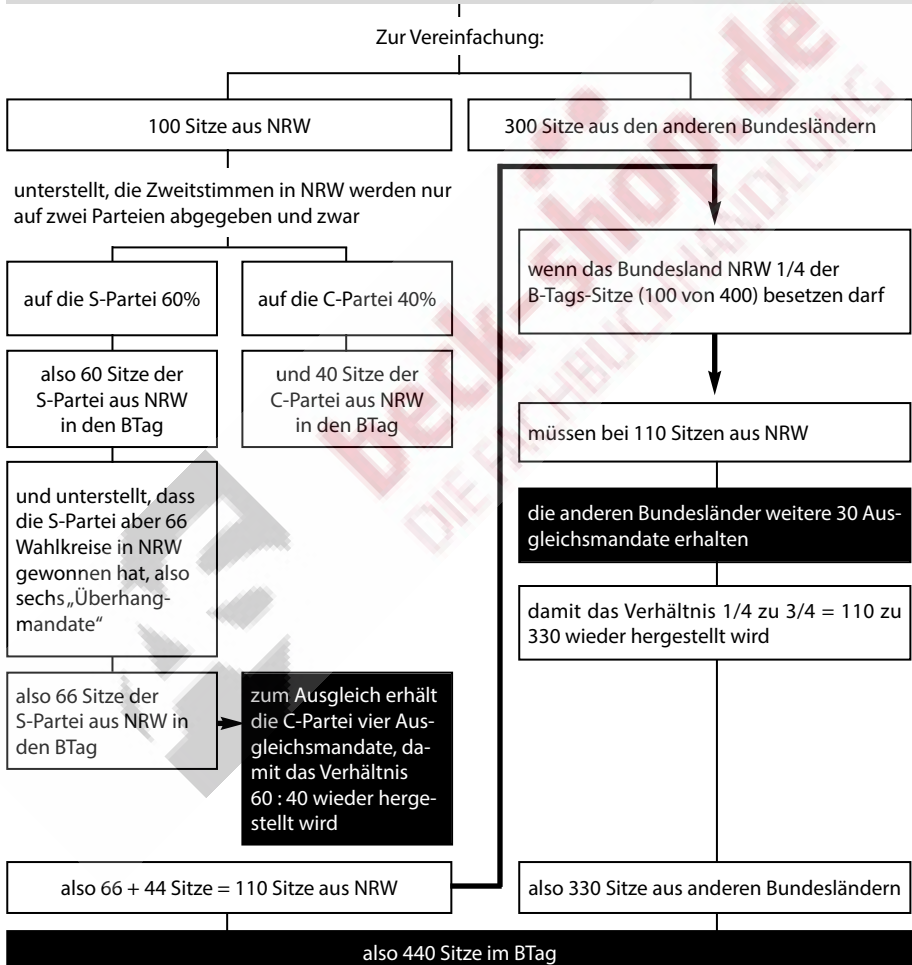 Zur Vereinfachung:
100 Sitze aus NRW
300 Sitze aus den anderen Bundesländern
unterstellt, die Zweitstimmen in NRW werden nur
auf zwei Parteien abgegeben und zwar
auf die S-Partei 60%
auf die C-Partei 40%
also 60 Sitze der
S-Partei aus NRW
in den BTag
und 40 Sitze der
C-Partei aus NRW
in den BTag
und unterstellt, dass
die S-Partei aber 66
Wahlkreise in NRW
gewonnen hat, also
sechs „Überhang-
mandate“
also 66 Sitze der
S-Partei aus NRW in
den BTag
zum Ausgleich erhält
die C-Partei vier Aus-
gleichsmandate, da-
mit das Verhältnis
60 : 40 wieder herge-
stellt wird
also 66 + 44 Sitze = 110 Sitze aus NRW
wenn das Bundesland NRW 1/4 der
B-Tags-Sitze (100 von 400) besetzen darf
müssen bei 110 Sitzen aus NRW
die anderen Bundesländer weitere 30 Aus-
gleichsmandate erhalten
damit das Verhältnis 1/4 zu 3/4 = 110 zu
330 wieder hergestellt wird
also 330 Sitze aus anderen Bundesländern
also 440 Sitze im BTag
beck-shop.de
DIE FACHBUCHHANDLUNG